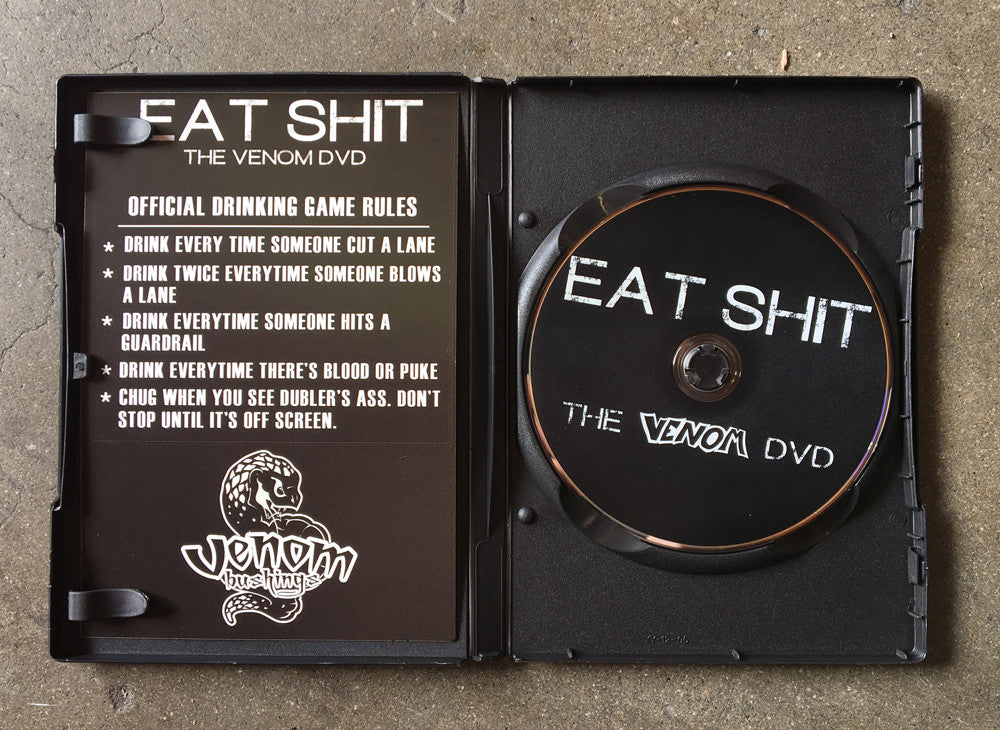 EAT SHIT
THE VENOM DVD
OFFICIAL DRINKING GAME RULES
* DRINK EVERY TIME SOMEONE CUT A LANE
* DRINK TWICE EVERYTIME SOMEONE BLOWS
A LANE
* DRINK EVERYTIME SOMEONE HITS A
GUARDRAIL
* DRINK EVERYTIME THERE'S BLOOD OR PUKE
* CHUG WHEN YOU SEE DUBLER'S ASS. DON'T
STOP UNTIL IT'S OFF SCREEN.
venom
bushings
EAT SHIT
THE VENOM DVD